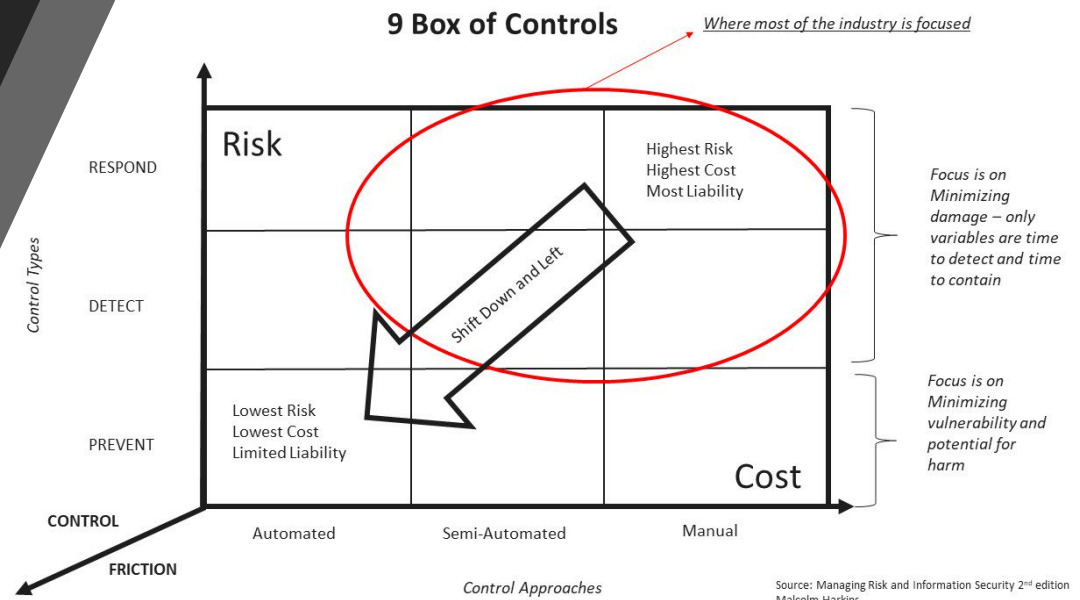 9 Box of Controls
Where most of the industry is focused
Risk
Highest Risk
Highest Cost
Most Liability
RESPOND
Focus is on
Minimizing
damage – only
variables are time
to detect and time
to contain
Control Types
DETECT
Shift Down and Left
Focus is on
Minimizing
vulnerability and
potential for
harm
Lowest Risk
Lowest Cost
Limited Liability
PREVENT
Cost
CONTROL
FRICTION
Automated
Semi-Automated
Manual
Control Approaches
Source: Managing Risk and Information Security 2nd edition
Malcolm Harkins